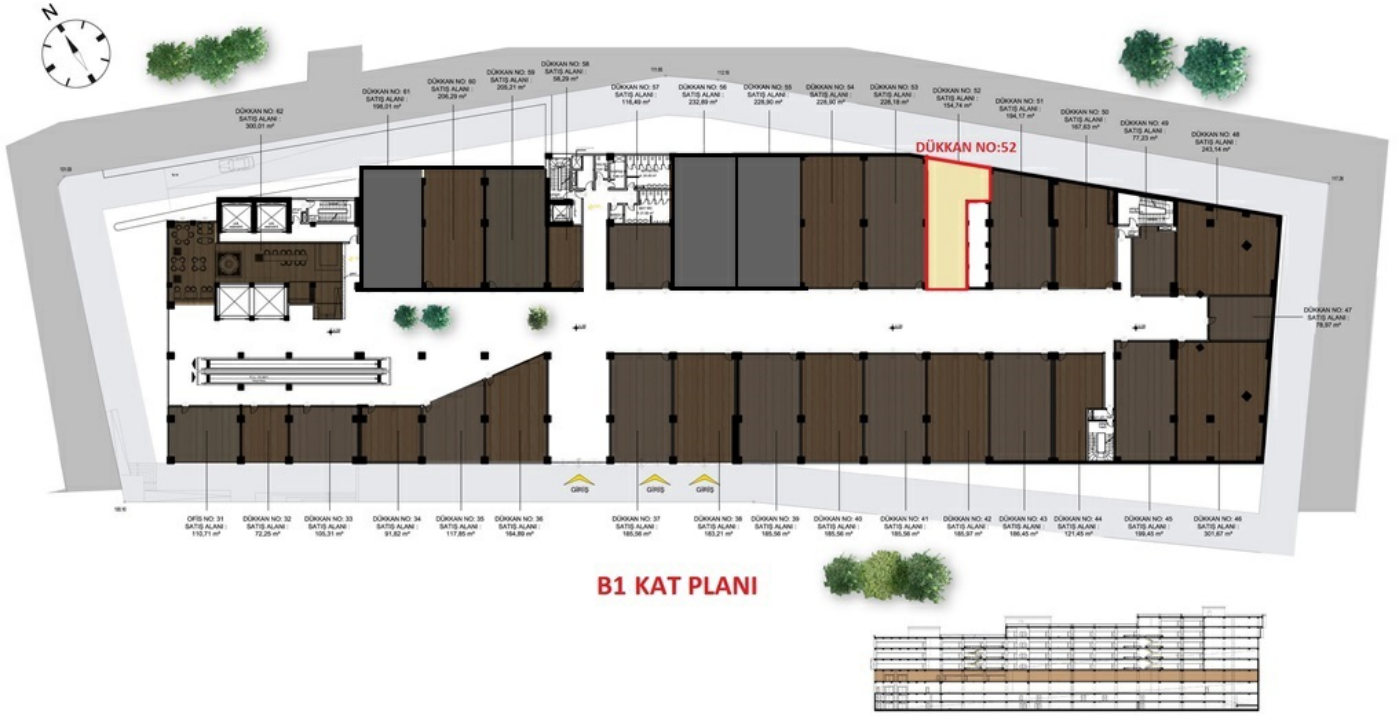 N
DÜKKAN NO: 62
SATIŞ ALANI :
300,01 m²
DÜKKAN NO: 61
SATIŞ ALANI :
198,01 m²
DÜKKAN NO: 60
SATIŞ ALANI :
206,29 m²
DÜKKAN NO: 59
SATIŞ ALANI :
205,21 m²
DÜKKAN NO: 58
SATIŞ ALANI :
58,29 m²
DÜKKAN NO: 57
SATIŞ ALANI :
116,49 m²
DÜKKAN NO: 56
SATIŞ ALANI :
232,89 m²
DÜKKAN NO: 55
SATIŞ ALANI :
228,90 m²
DÜKKAN NO: 54
SATIŞ ALANI :
228,90 m²
DÜKKAN NO: 53
SATIŞ ALANI :
228,18 m²
DÜKKAN NO: 52
SATIŞ ALANI :
154,74 m²
DÜKKAN NO: 51
SATIŞ ALANI :
194,17 m²
DÜKKAN NO: 50
SATIŞ ALANI :
167,63 m²
DÜKKAN NO: 49
SATIŞ ALANI :
77,23 m²
DÜKKAN NO: 48
SATIŞ ALANI :
243,14 m²
DÜKKAN NO:52
DÜKKAN NO: 47
SATIŞ ALANI :
78,97 m²
GİRİŞ
GİRİŞ
GİRİŞ
OFİS NO: 31
SATIŞ ALANI :
110,71 m²
DÜKKAN NO: 32
SATIŞ ALANI :
72,25 m²
DÜKKAN NO: 33
SATIŞ ALANI :
105,31 m²
DÜKKAN NO: 34
SATIŞ ALANI :
91,82 m²
DÜKKAN NO: 35
SATIŞ ALANI :
117,85 m²
DÜKKAN NO: 36
SATIŞ ALANI :
164,89 m²
DÜKKAN NO: 37
SATIŞ ALANI :
185,56 m²
DÜKKAN NO: 38
SATIŞ ALANI :
183,21 m²
DÜKKAN NO: 39
SATIŞ ALANI :
185,56 m²
DÜKKAN NO: 40
SATIŞ ALANI :
185,56 m²
DÜKKAN NO: 41
SATIŞ ALANI :
185,56 m²
DÜKKAN NO: 42
SATIŞ ALANI :
185,97 m²
DÜKKAN NO: 43
SATIŞ ALANI :
186,45 m²
DÜKKAN NO: 44
SATIŞ ALANI :
121,45 m²
DÜKKAN NO: 45
SATIŞ ALANI :
199,45 m²
DÜKKAN NO: 46
SATIŞ ALANI :
301,67 m²
B1 KAT PLANI